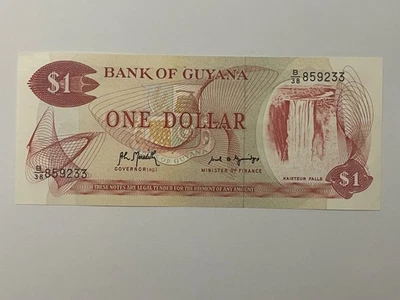 $1
BANK OF GUYANA
B/38 859233
ONE DOLLAR
B/38 859233
GOVERNOR (ag.)
MINISTER OF FINANCE
KAIETEUR FALLS
THESE NOTES ARE LEGAL TENDER FOR THE PAYMENT OF ANY AMOUNT
$1